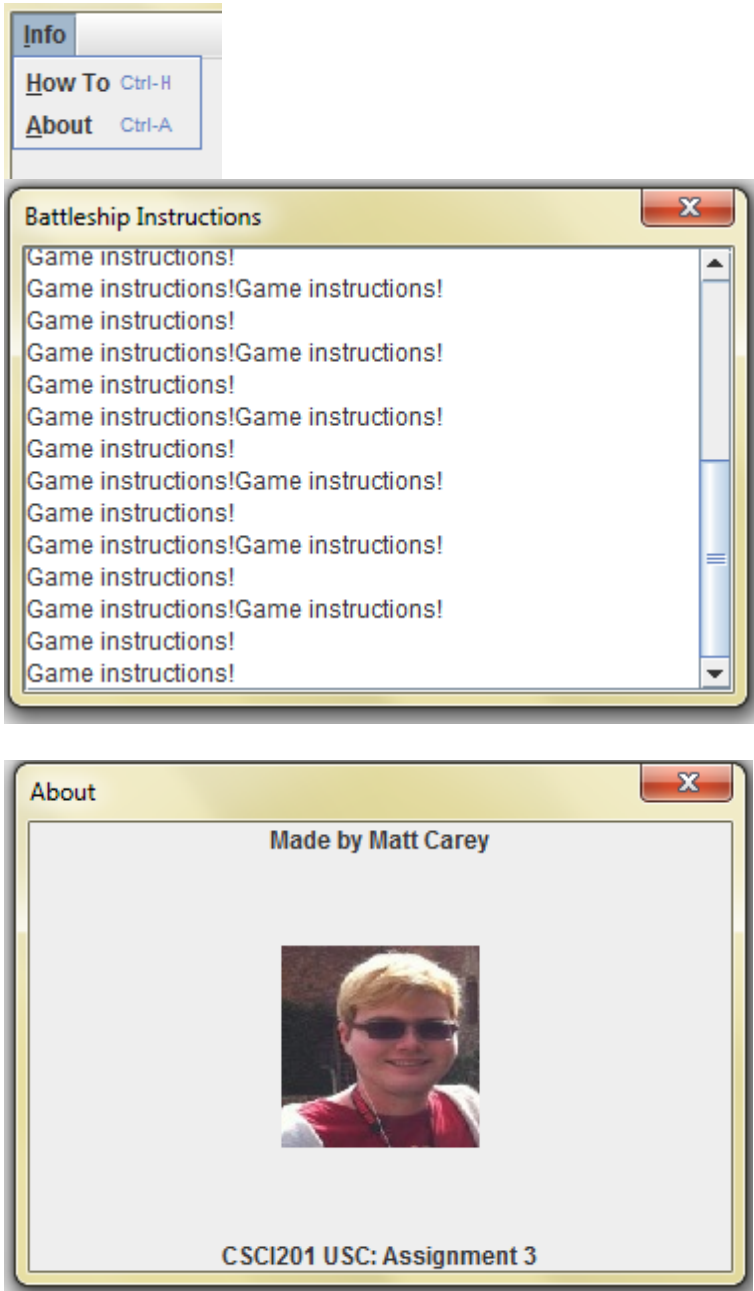 Info
How To Ctrl-H
About Ctrl-A
Battleship Instructions
Game instructions!
Game instructions!Game instructions!
Game instructions!
Game instructions!Game instructions!
Game instructions!
Game instructions!Game instructions!
Game instructions!
Game instructions!Game instructions!
Game instructions!
Game instructions!Game instructions!
Game instructions!
Game instructions!Game instructions!
Game instructions!
Game instructions!
About
Made by Matt Carey
CSCI201 USC: Assignment 3